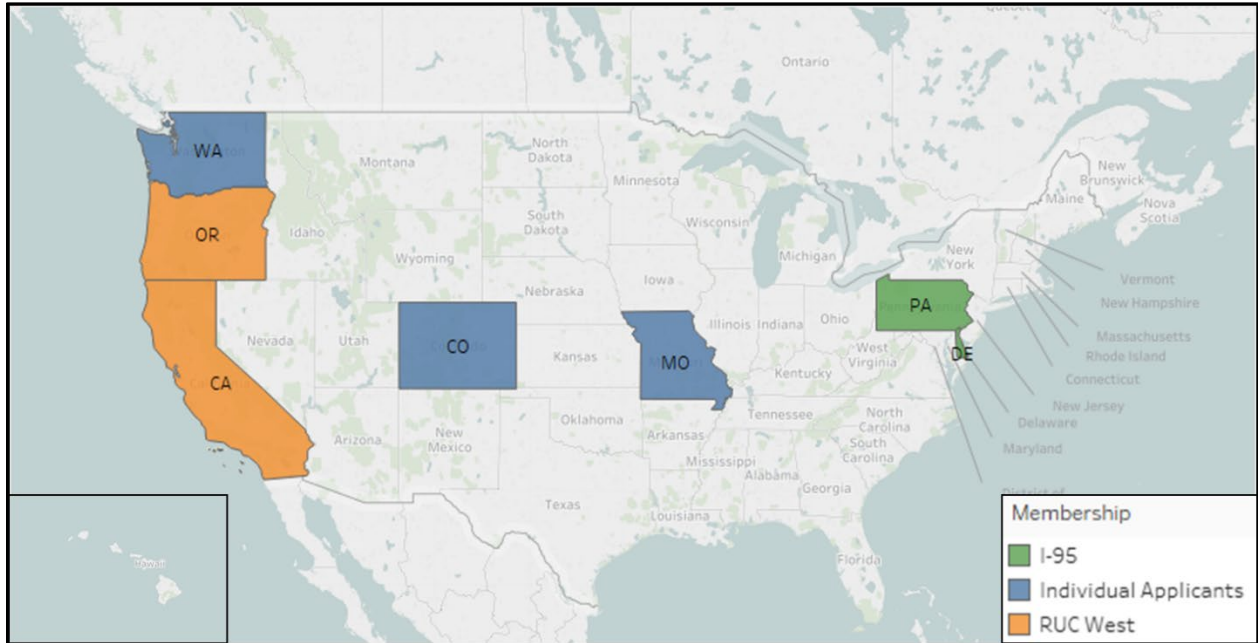 Ontario
WA
Montana
North
Dakota
Minnesota
New
Brunswick
Maine
Nova
Scotia
OR
Idaho
South
Dakota
Wisconsin
Michigan
New
York
Wyoming
Iowa
Vermont
Nebraska
PA
New Hampshire
Nevada
Utah
CO
Illinois
Indiana
Ohio
Massachusetts
DE
Rhode Island
CA
Kansas
MO
West
Virginia
Kentucky
Connecticut
New Jersey
Delaware
Arizona
New
Mexico
Oklahoma
Arkansas
Tennessee
North
Carolina
South
Carolina
Maryland
Mississippi
Alabama
Georgia
District of
Texas
Louisiana
Florida
Hawaii
Membership
I-95
Individual Applicants
RUC West